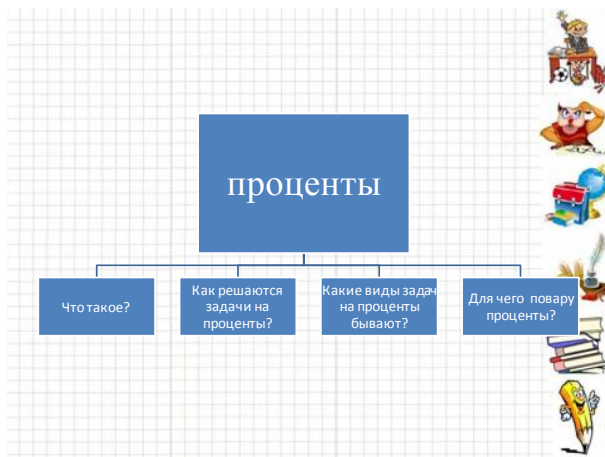 проценты
Что такое?
Как решаются
задачи на
проценты?
Какие виды задач
на проценты
бывают?
Для чего повару
проценты?